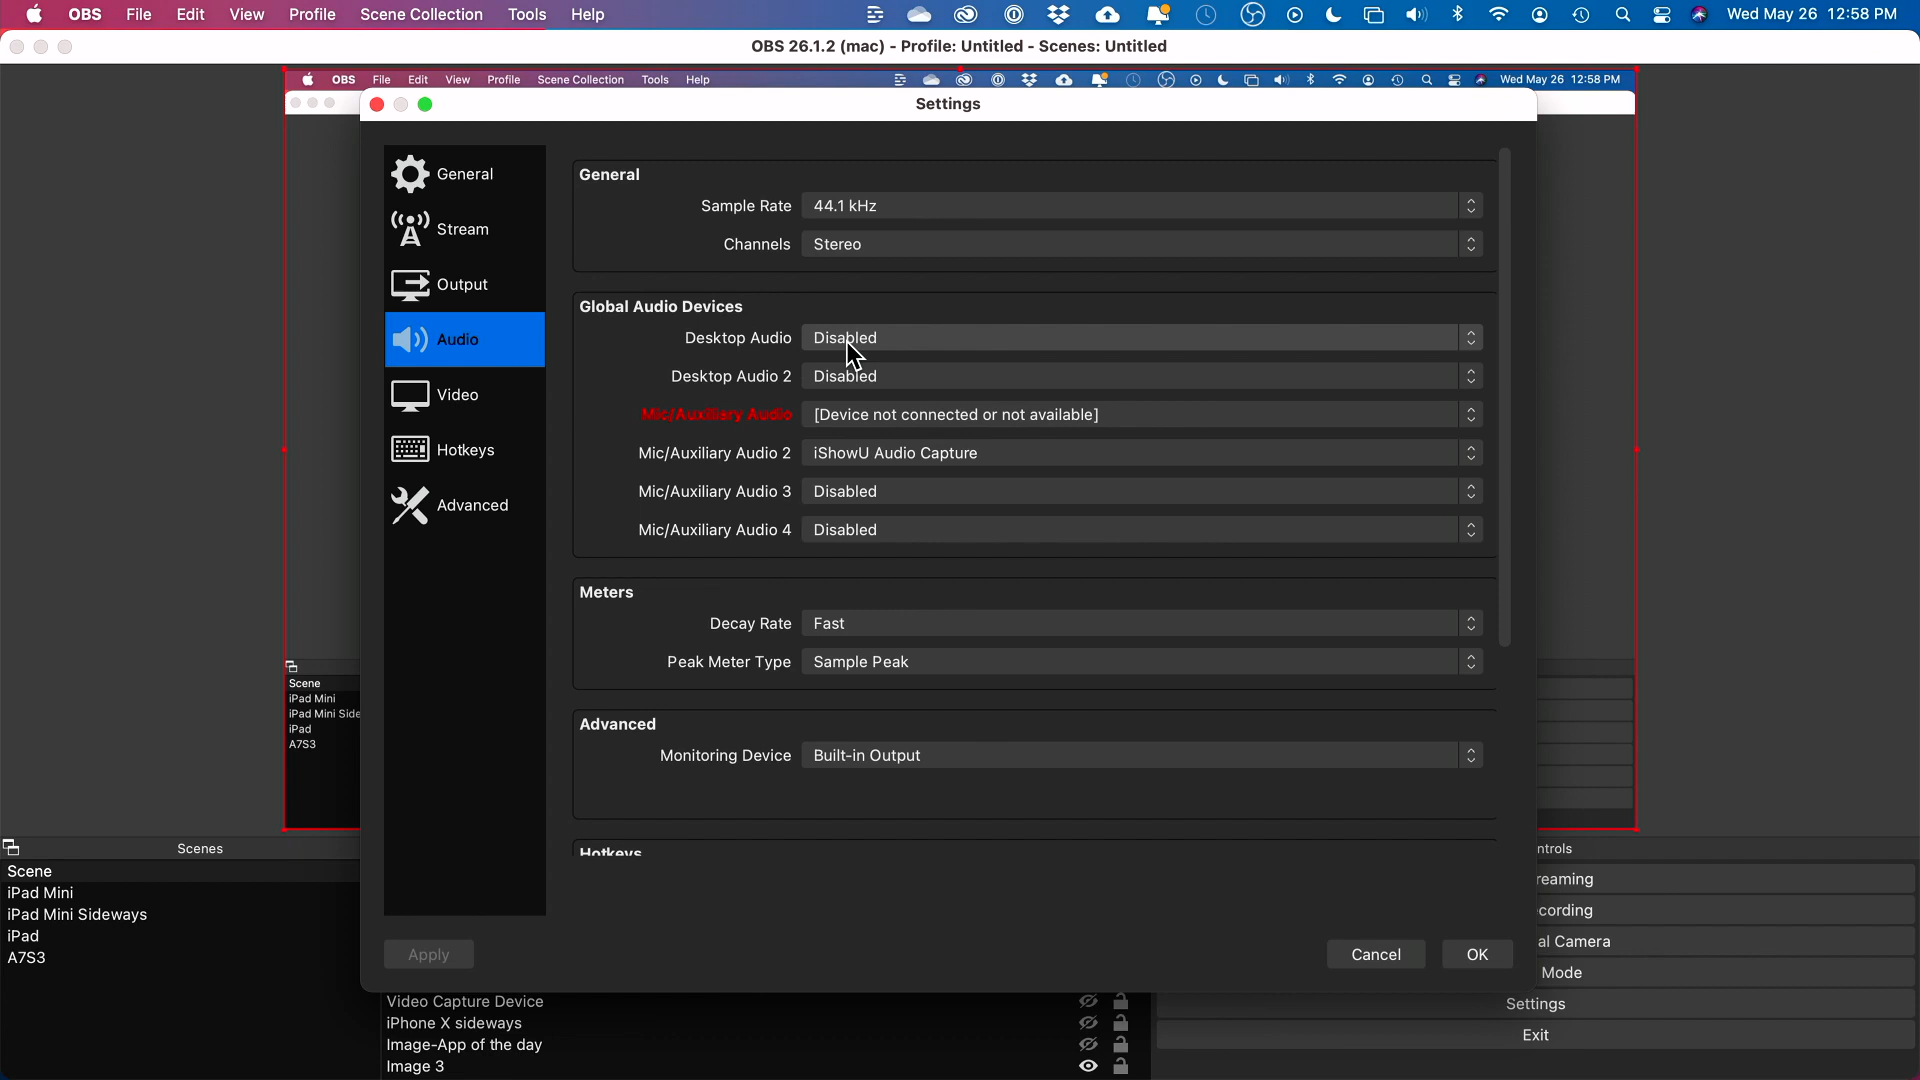 OBS File Edit View Profile Scene Collection Tools Help Wed May 26 12:58 PM
OBS 26.1.2 (mac) - Profile: Untitled - Scenes: Untitled
OBS File Edit View Profile Scene Collection Tools Help Wed May 26 12:58 PM
Settings
General
Stream
Output
Audio
Video
Hotkeys
Advanced
General
Sample Rate 44.1 kHz
Channels Stereo
Global Audio Devices
Desktop Audio Disabled
Desktop Audio 2 Disabled
Mic/Auxiliary Audio [Device not connected or not available]
Mic/Auxiliary Audio 2 iShowU Audio Capture
Mic/Auxiliary Audio 3 Disabled
Mic/Auxiliary Audio 4 Disabled
Meters
Decay Rate Fast
Peak Meter Type Sample Peak
Advanced
Monitoring Device Built-in Output
Hotkeys
Apply Cancel OK
Scene
iPad Mini
iPad Mini Side
iPad
A7S3
Scenes
Scene
iPad Mini
iPad Mini Sideways
iPad
A7S3
Video Capture Device
iPhone X sideways
Image-App of the day
Image 3
ntrols
reaming
cording
al Camera
Mode
Settings
Exit